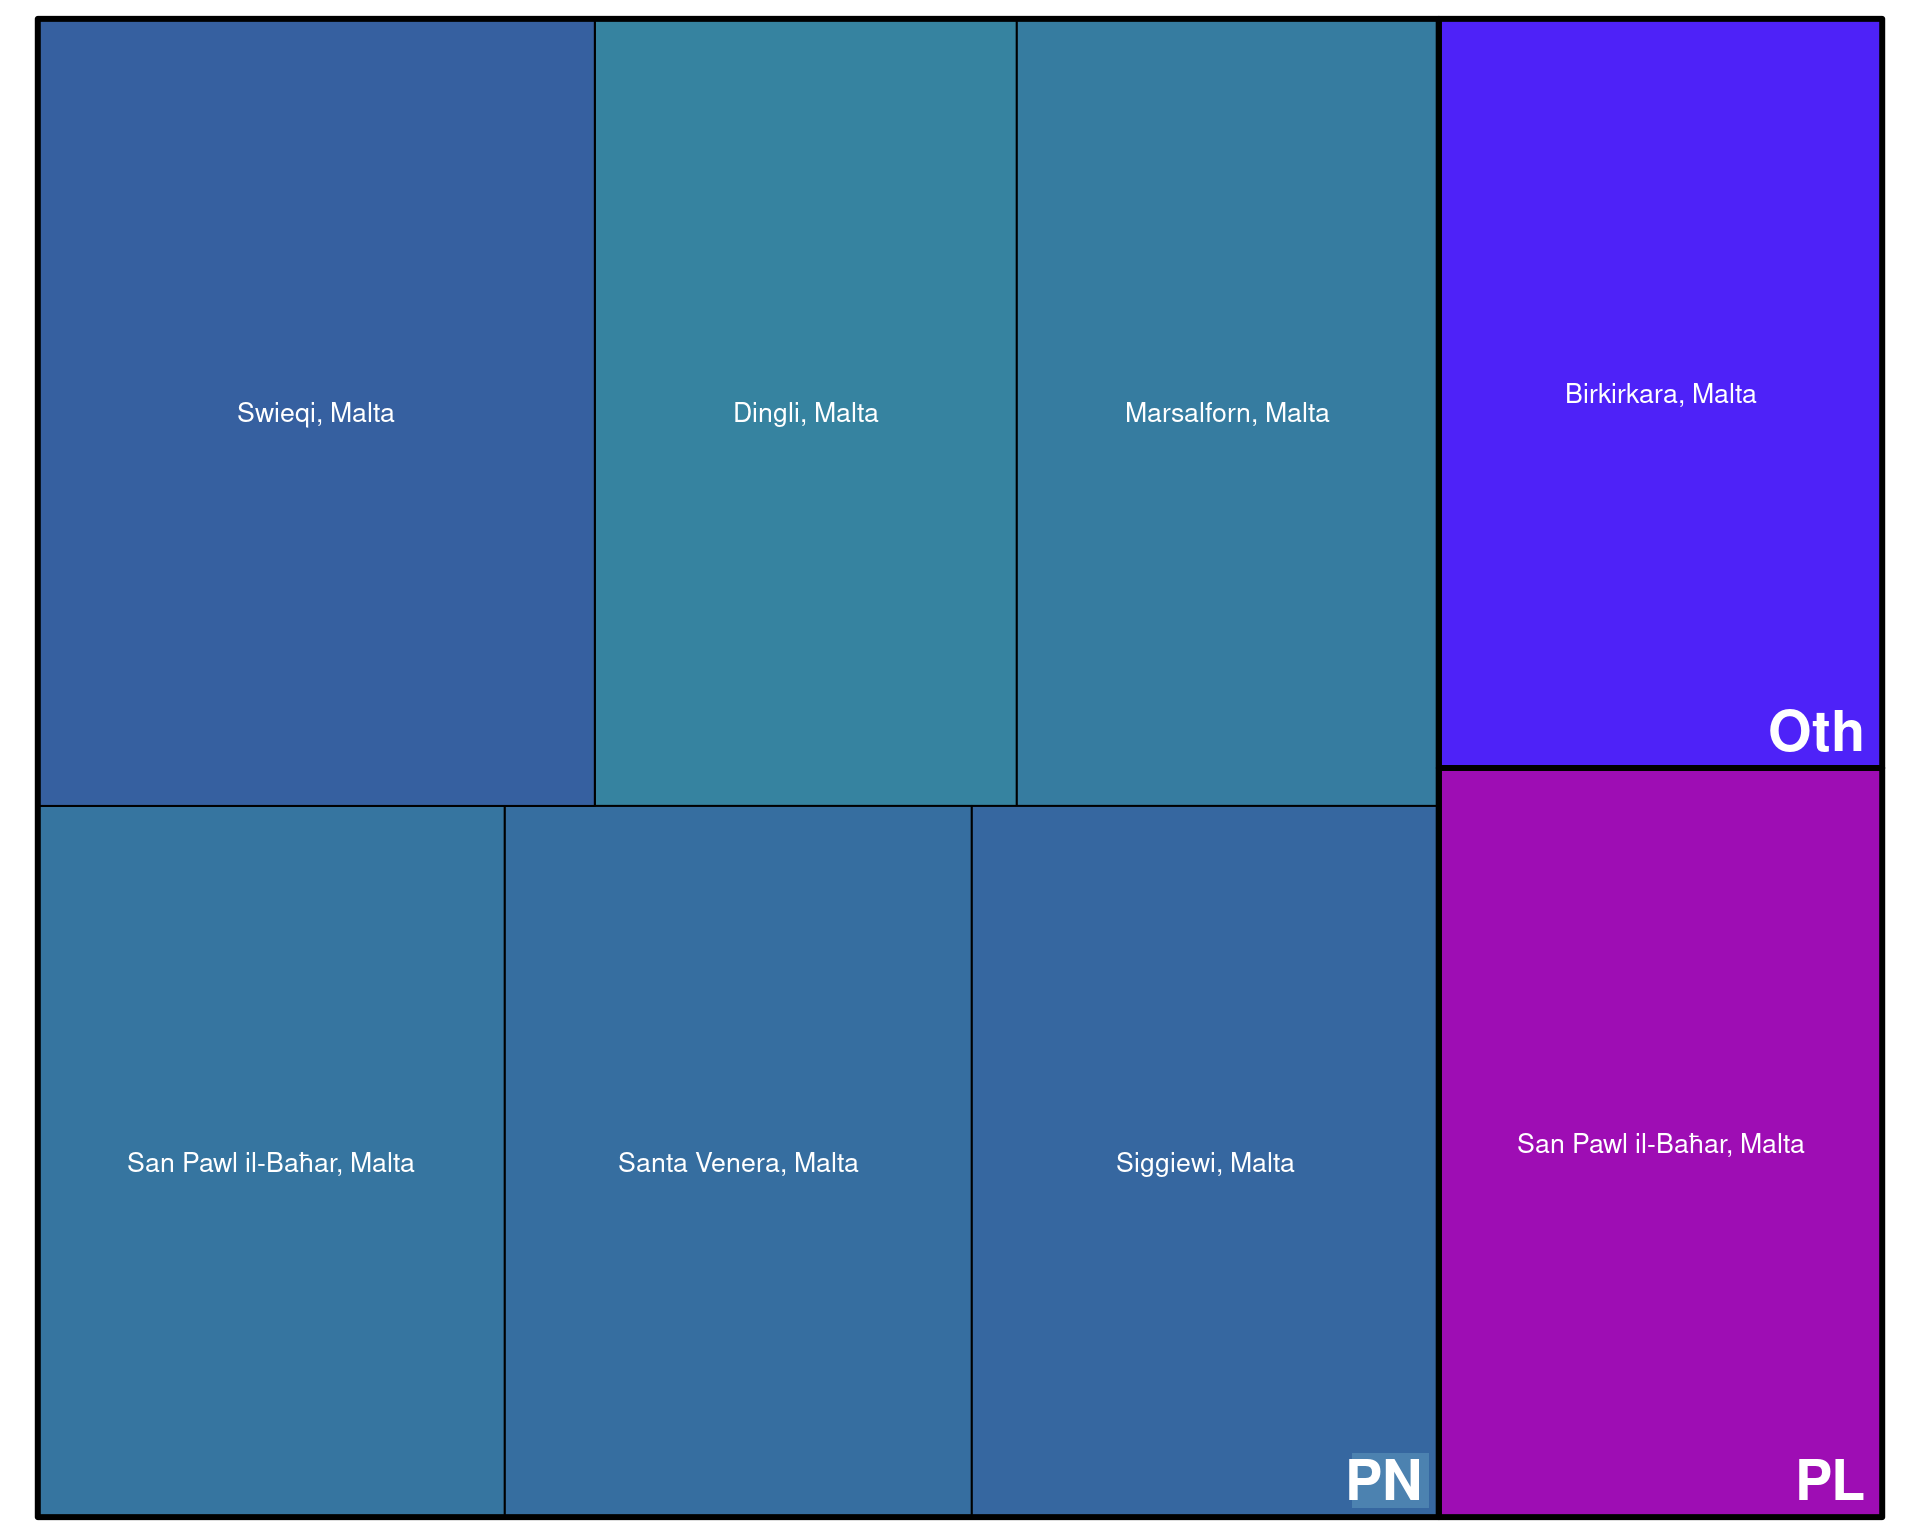 Swieqi, Malta
Dingli, Malta
Marsalforn, Malta
Birkirkara, Malta
Oth
San Pawl il-Baħar, Malta
Santa Venera, Malta
Siggiewi, Malta
San Pawl il-Baħar, Malta
PN
PL